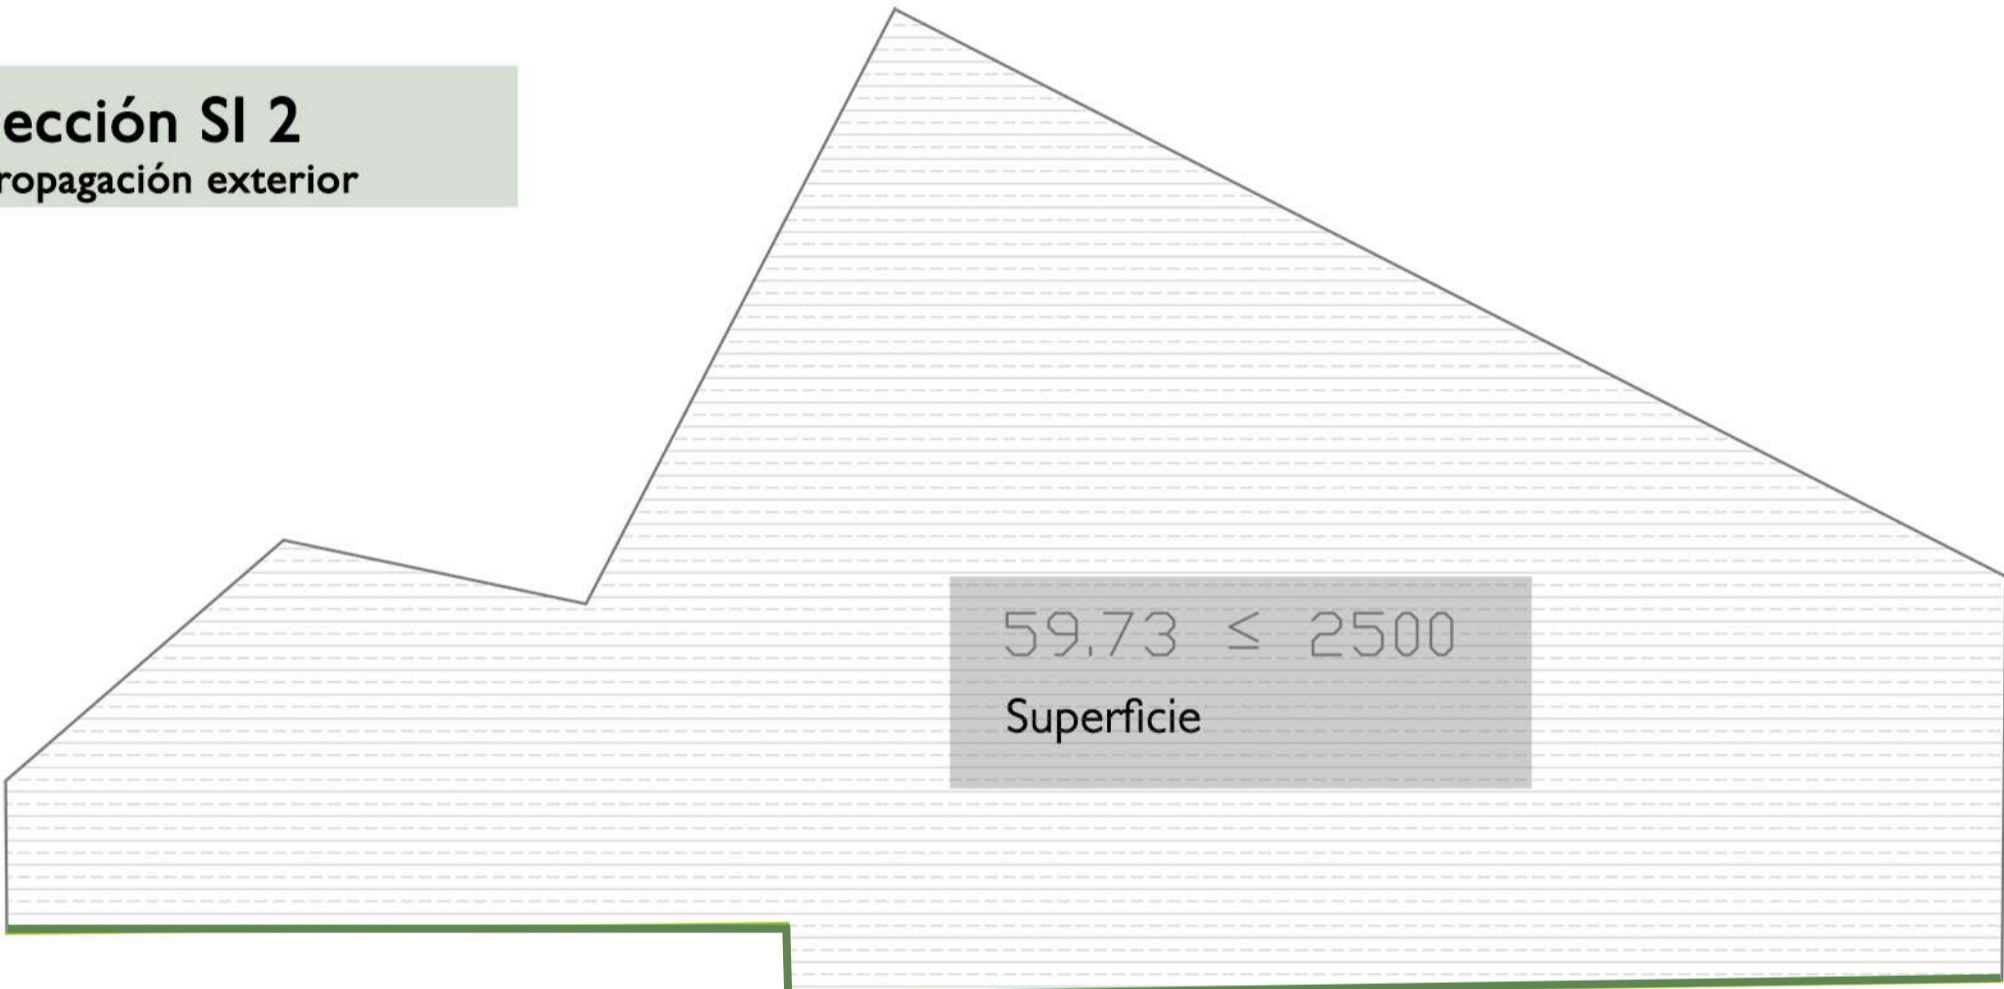 ección SI 2
ropagación exterior
59.73 ≤ 2500
Superficie